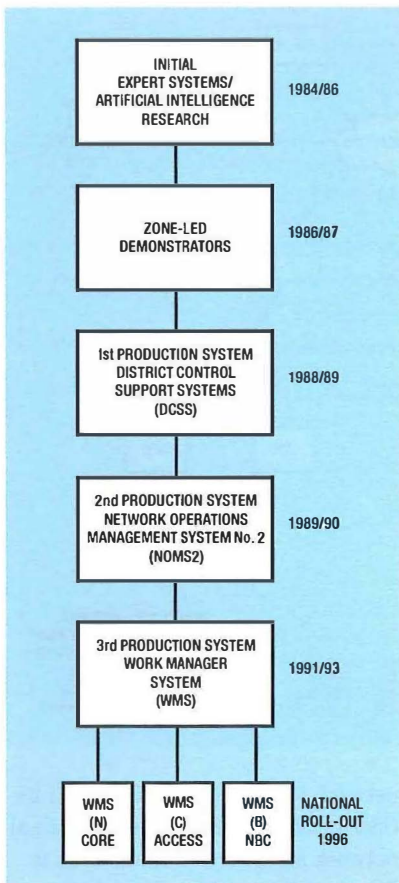 INITIAL
EXPERT SYSTEMS/
ARTIFICIAL INTELLIGENCE
RESEARCH
1984/86
ZONE-LED
DEMONSTRATORS
1986/87
1st PRODUCTION SYSTEM
DISTRICT CONTROL
SUPPORT SYSTEMS
(DCSS)
1988/89
2nd PRODUCTION SYSTEM
NETWORK OPERATIONS
MANAGEMENT SYSTEM No. 2
(NOMS2)
1989/90
3rd PRODUCTION SYSTEM
WORK MANAGER
SYSTEM
(WMS)
1991/93
WMS
(N)
CORE
WMS
(C)
ACCESS
WMS
(B)
NBC
NATIONAL
ROLL-OUT
1996